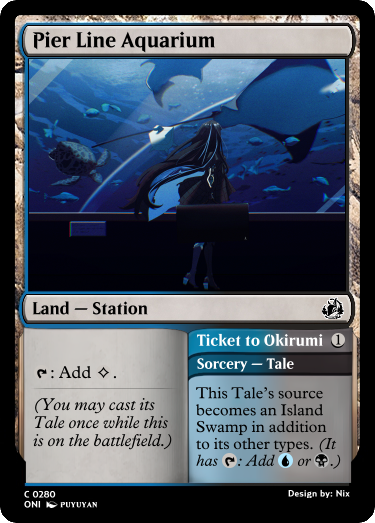 Pier Line Aquarium
Land — Station
: Add .
(You may cast its
Tale once while this
is on the battlefield.)
Ticket to Okirumi 1
Sorcery — Tale
This Tale's source
becomes an Island
Swamp in addition
to its other types. (It
has : Add or .)
C 0280
ONI PUYUYAN
Design by: Nix